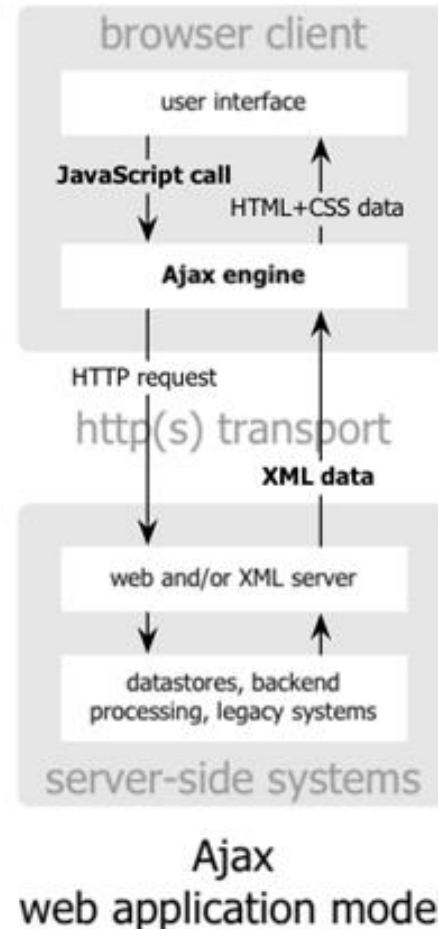 browser client
user interface
JavaScript call
HTML+CSS data
Ajax engine
HTTP request
http(s) transport
XML data
web and/or XML server
datastores, backend
processing, legacy systems
server-side systems
Ajax
web application mode